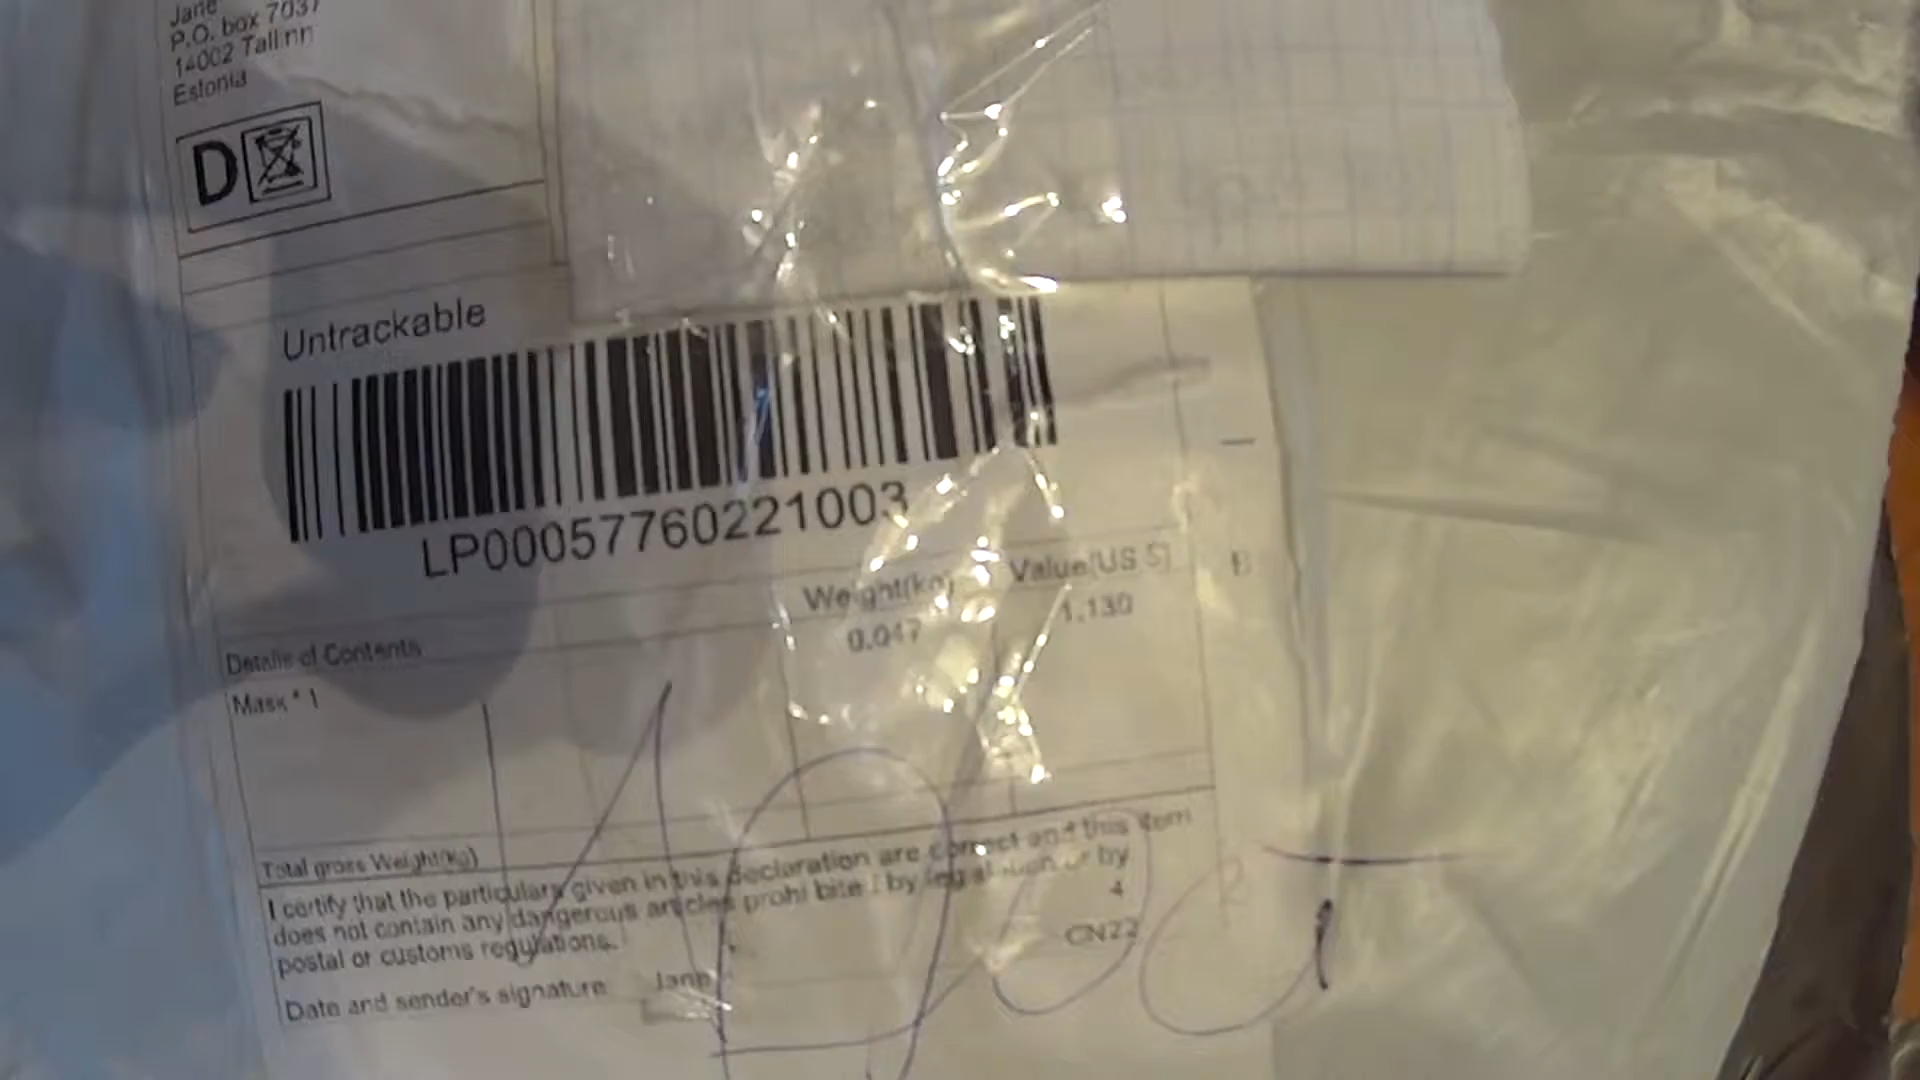 Jane
P.O. box 7037
14002 Tallinn
Estonia
D
Untrackable
LP00057760221003
Details of Contents Weight(kg) Value(US $)
Mask * 1 0.047 1.130
Total gross Weight(kg)
I certify that the particulars given in this declaration are correct and this item
does not contain any dangerous articles prohi bited by legislation or by
postal or customs regulations. 4
CN22
Date and sender's signature Jane